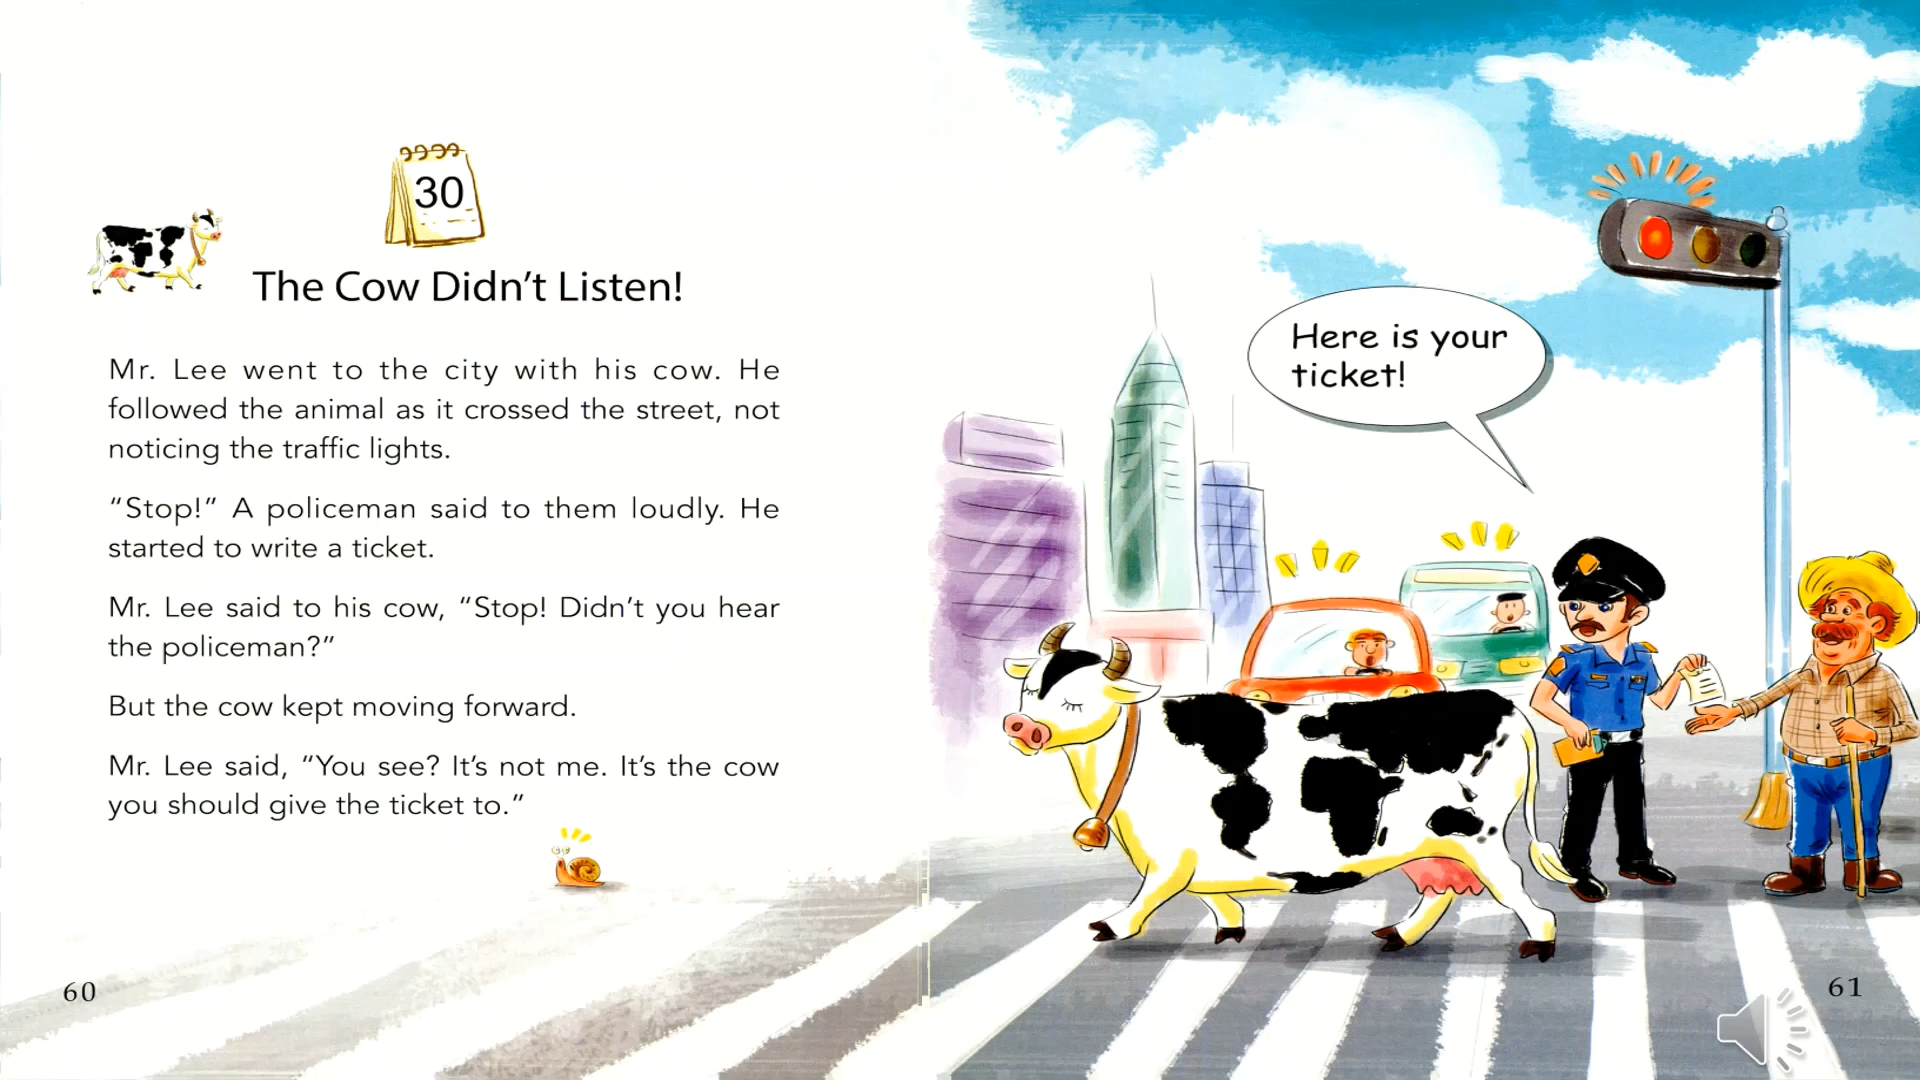 30
The Cow Didn't Listen!
Mr. Lee went to the city with his cow. He
followed the animal as it crossed the street, not
noticing the traffic lights.
“Stop!” A policeman said to them loudly. He
started to write a ticket.
Mr. Lee said to his cow, “Stop! Didn't you hear
the policeman?”
But the cow kept moving forward.
Mr. Lee said, “You see? It's not me. It's the cow
you should give the ticket to.”
60
Here is your
ticket!
61